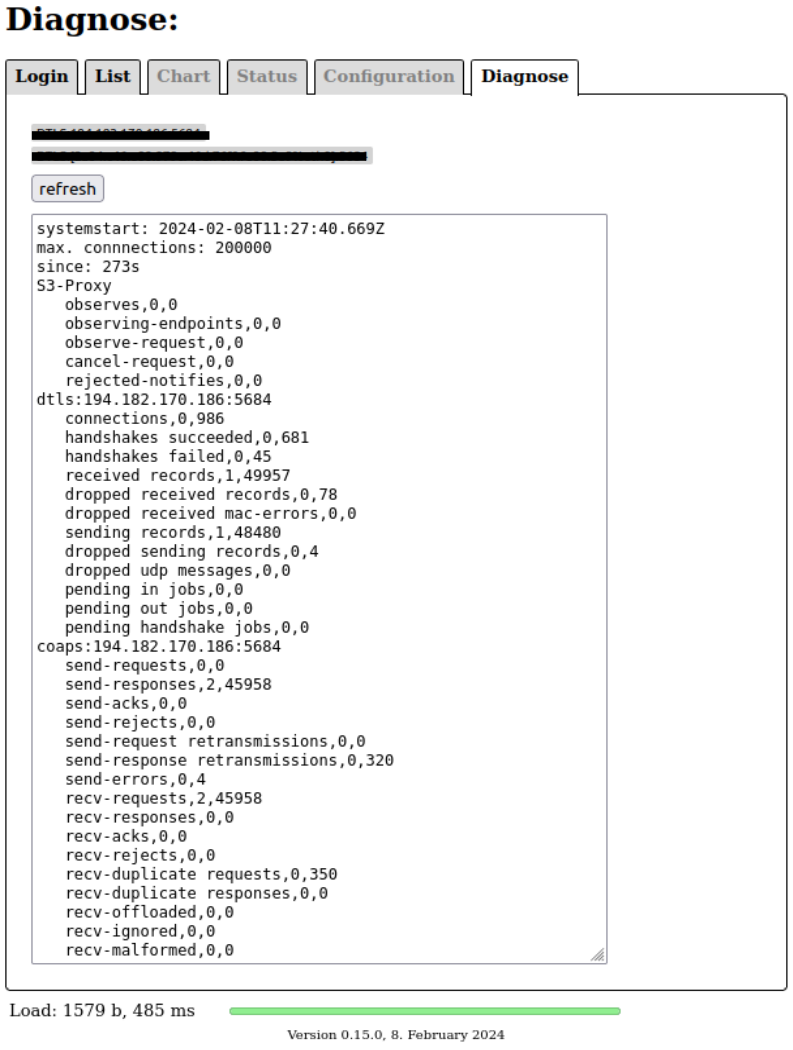 Diagnose:
Login List Chart Status Configuration Diagnose
refresh
systemstart: 2024-02-08T11:27:40.669Z
max. connnections: 200000
since: 273s
S3-Proxy
observes,0,0
observing-endpoints,0,0
observe-request,0,0
cancel-request,0,0
rejected-notifies,0,0
dtls:194.182.170.186:5684
connections,0,986
handshakes succeeded,0,681
handshakes failed,0,45
received records,1,49957
dropped received records,0,78
dropped received mac-errors,0,0
sending records,1,48480
dropped sending records,0,4
dropped udp messages,0,0
pending in jobs,0,0
pending out jobs,0,0
pending handshake jobs,0,0
coaps:194.182.170.186:5684
send-requests,0,0
send-responses,2,45958
send-acks,0,0
send-rejects,0,0
send-request retransmissions,0,0
send-response retransmissions,0,320
send-errors,0,4
recv-requests,2,45958
recv-responses,0,0
recv-acks,0,0
recv-rejects,0,0
recv-duplicate requests,0,350
recv-duplicate responses,0,0
recv-offloaded,0,0
recv-ignored,0,0
recv-malformed,0,0
Load: 1579 b, 485 ms
Version 0.15.0, 8. February 2024